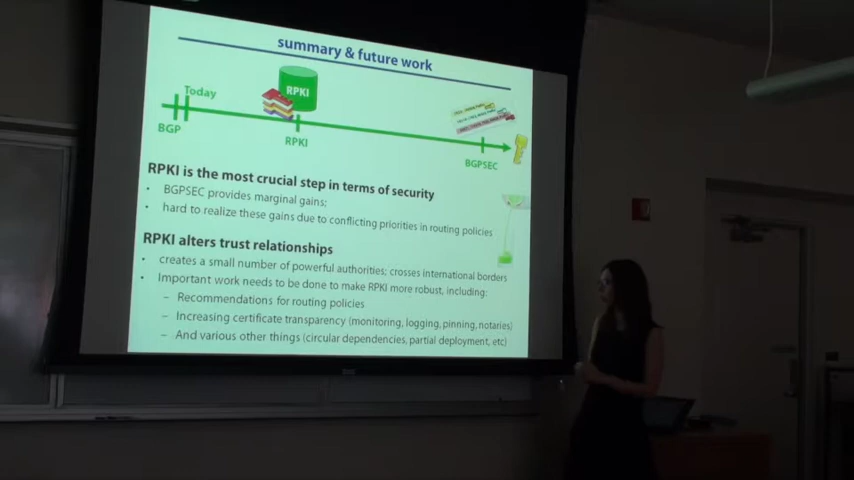 summary & future work
Today
RPKI
BGP
RPKI
BGPSEC
RPKI is the most crucial step in terms of security
• BGPSEC provides marginal gains;
• hard to realize these gains due to conflicting priorities in routing policies
RPKI alters trust relationships
• creates a small number of powerful authorities; crosses international borders
• Important work needs to be done to make RPKI more robust, including:
– Recommendations for routing policies
– Increasing certificate transparency (monitoring, logging, pinning, notaries)
– And various other things (circular dependencies, partial deployment, etc)